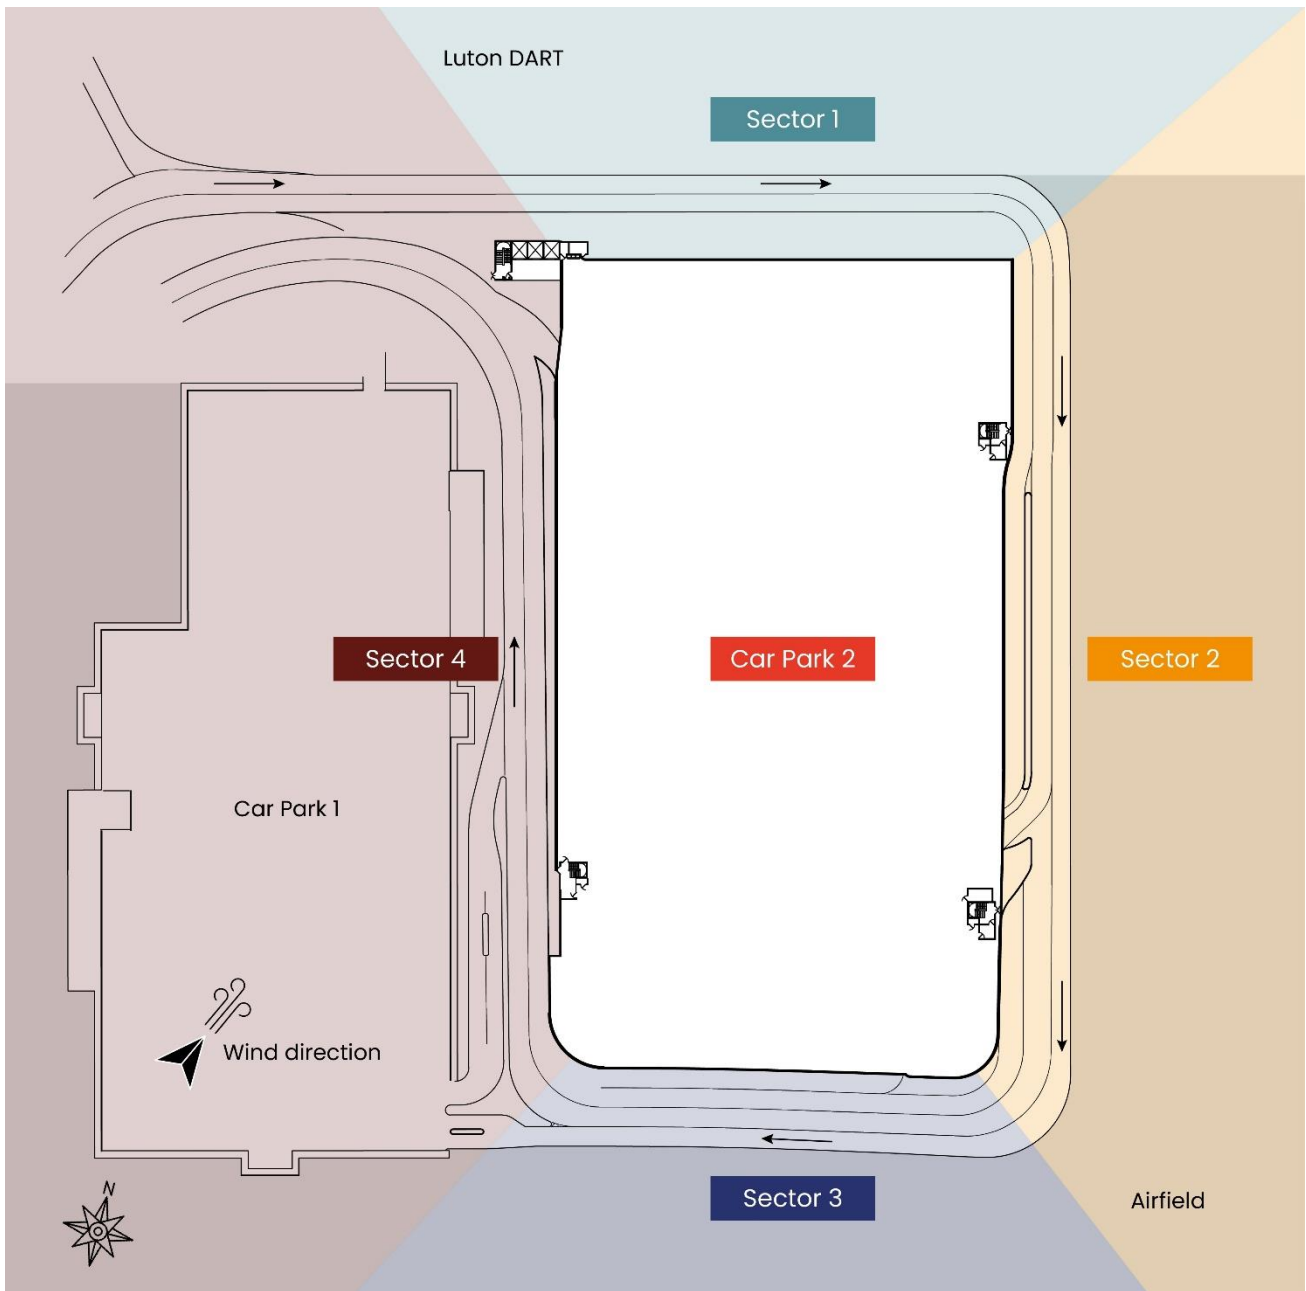 Luton DART
Sector 1
Sector 4
Car Park 2
Sector 2
Car Park 1
Wind direction
N
Sector 3
Airfield